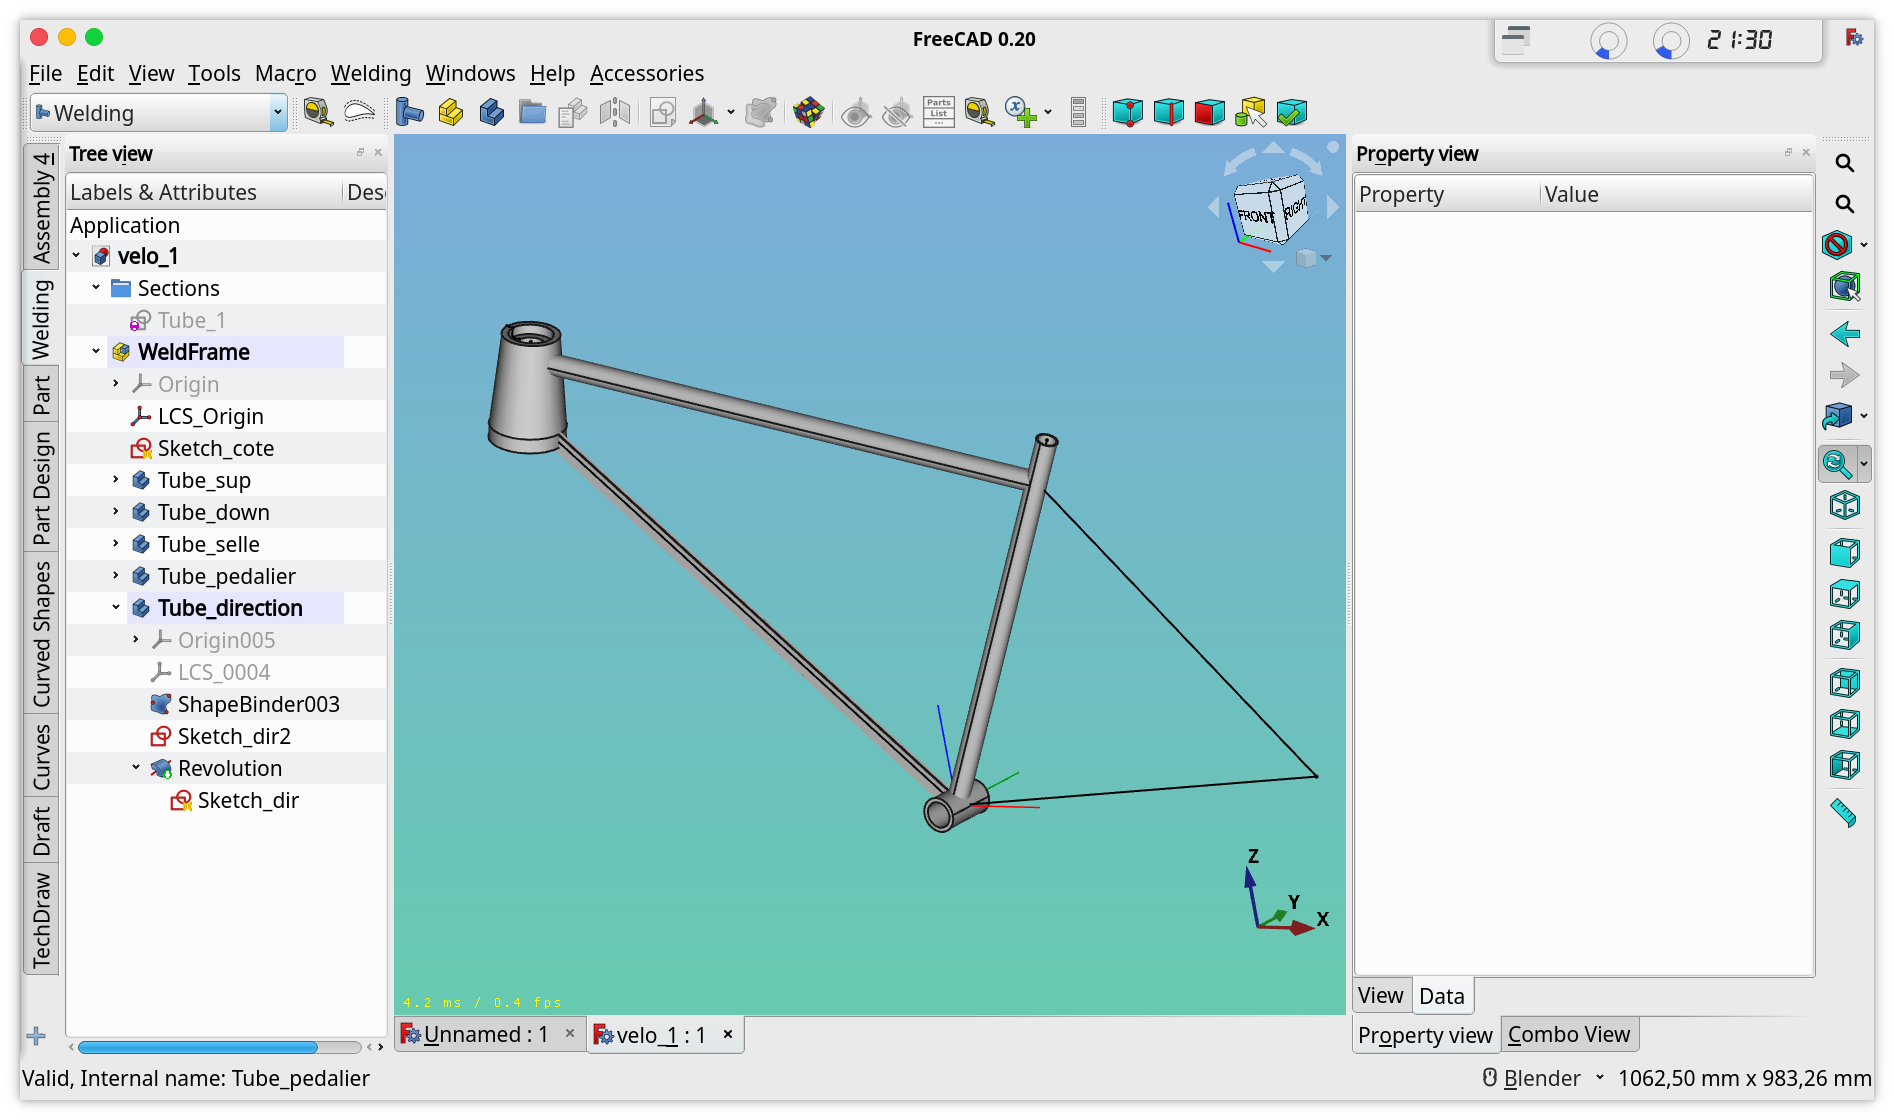 FreeCAD 0.20
21:30
File Edit View Tools Macro Welding Windows Help Accessories
Welding
Parts
List
Tree view
Labels & Attributes Des
Application
velo_1
Sections
Tube_1
WeldFrame
Origin
LCS_Origin
Sketch_cote
Tube_sup
Tube_down
Tube_selle
Tube_pedalier
Tube_direction
Origin005
LCS_0004
ShapeBinder003
Sketch_dir2
Revolution
Sketch_dir
Assembly 4
Welding
Part
Part Design
Curved Shapes
Curves
Draft
TechDraw
FRONT RIGHT
Z
Y
X
4.2 ms / 0.4 fps
Unnamed : 1
velo_1 : 1
Property view
Property Value
View Data
Property view Combo View
Valid, Internal name: Tube_pedalier
Blender 1062,50 mm x 983,26 mm